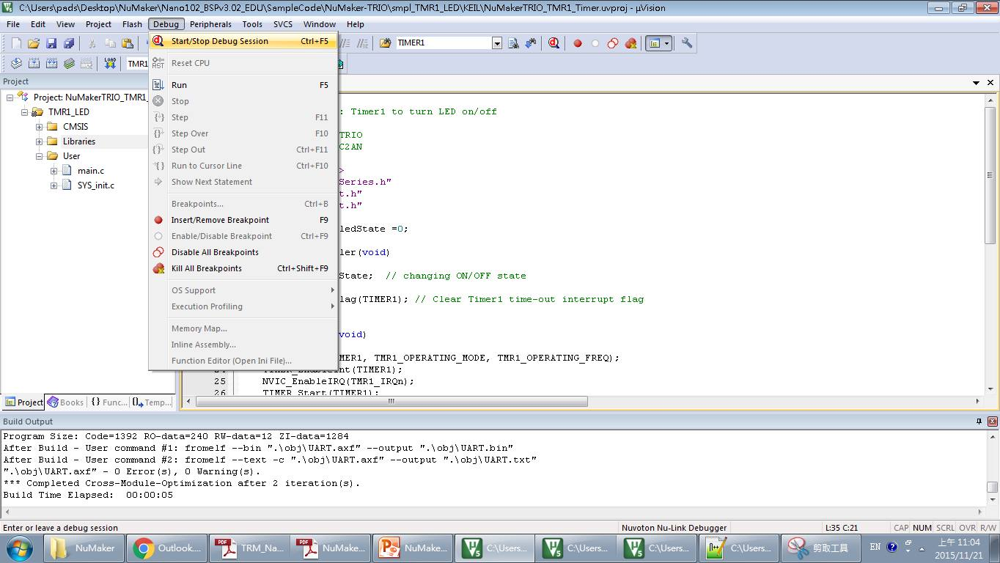 C:\Users\pads\Desktop\NuMaker\Nano102_BSPv3.02_EDU\SampleCode\NuMaker-TRIO\smpl_TMR1_LED\KEIL\NuMakerTRIO_TMR1_Timer.uvproj - µVision
File Edit View Project Flash Debug Peripherals Tools SVCS Window Help
TIMER1
LOAD
TMR1
Start/Stop Debug Session Ctrl+F5
Reset CPU
Run F5
Stop
Step F11
Step Over F10
Step Out Ctrl+F11
Run to Cursor Line Ctrl+F10
Show Next Statement
Breakpoints... Ctrl+B
Insert/Remove Breakpoint F9
Enable/Disable Breakpoint Ctrl+F9
Disable All Breakpoints
Kill All Breakpoints Ctrl+Shift+F9
OS Support
Execution Profiling
Memory Map...
Inline Assembly...
Function Editor (Open Ini File)...
Project
Project: NuMakerTRIO_TMR1_
TMR1_LED
CMSIS
Libraries
User
main.c
SYS_init.c
Project Books {} Func... Temp...
: Timer1 to turn LED on/off
TRIO
C2AN
>
Series.h"
t.h"
t.h"
ledState =0;
ler(void)
State; // changing ON/OFF state
lag(TIMER1); // Clear Timer1 time-out interrupt flag
void)
MER1, TMR1_OPERATING_MODE, TMR1_OPERATING_FREQ);
24 TIMER_EnableInt(TIMER1);
25 NVIC_EnableIRQ(TMR1_IRQn);
26 TIMER_Start(TIMER1);
Build Output
Program Size: Code=1392 RO-data=240 RW-data=12 ZI-data=1284
After Build - User command #1: fromelf --bin ".\obj\UART.axf" --output ".\obj\UART.bin"
After Build - User command #2: fromelf --text -c ".\obj\UART.axf" --output ".\obj\UART.txt"
".\obj\UART.axf" - 0 Error(s), 0 Warning(s).
*** Completed Cross-Module-Optimization after 2 iteration(s).
Build Time Elapsed: 00:00:05
Enter or leave a debug session Nuvoton Nu-Link Debugger L:35 C:21 CAP NUM SCRL OVR R/W
NuMaker Outlook.... TRM_Na... NuMake... NuMake... C:\Users... C:\Users... C:\Users... C:\Users... 剪取工具 EN 上午 11:04
2015/11/21